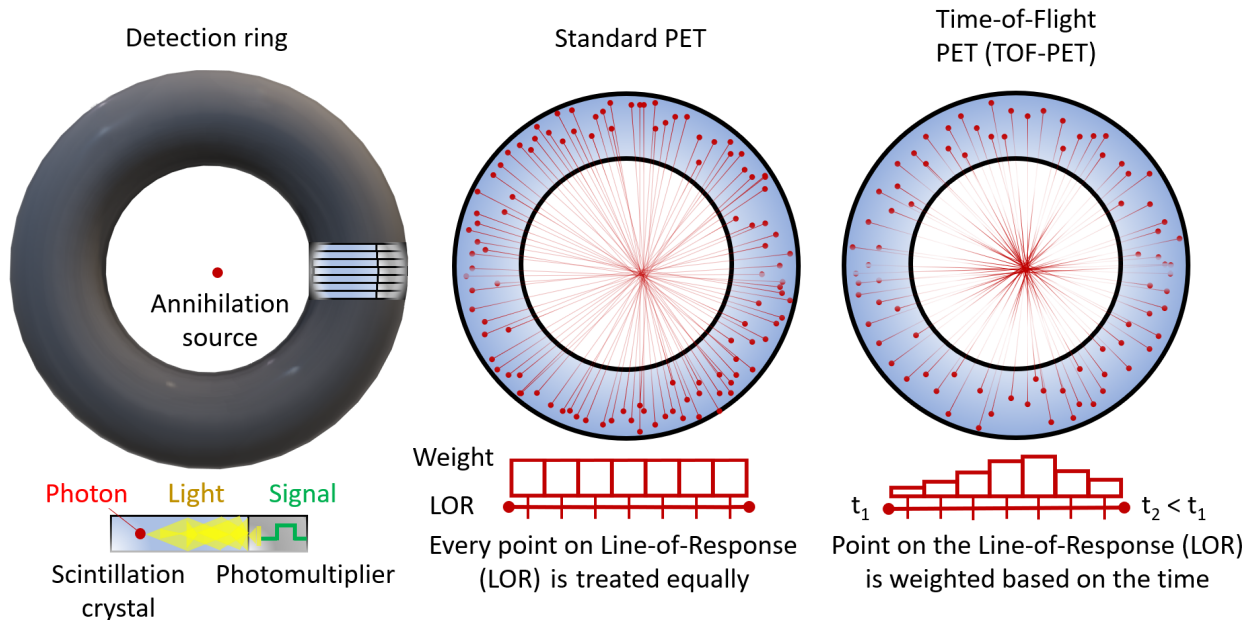 Detection ring
Annihilation
source
Photon
Light
Signal
Scintillation
crystal
Photomultiplier
Standard PET
Weight
LOR
Every point on Line-of-Response
(LOR) is treated equally
Time-of-Flight
PET (TOF-PET)
t₁
t₂ < t₁
Point on the Line-of-Response (LOR)
is weighted based on the time